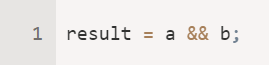 1 result = a && b;